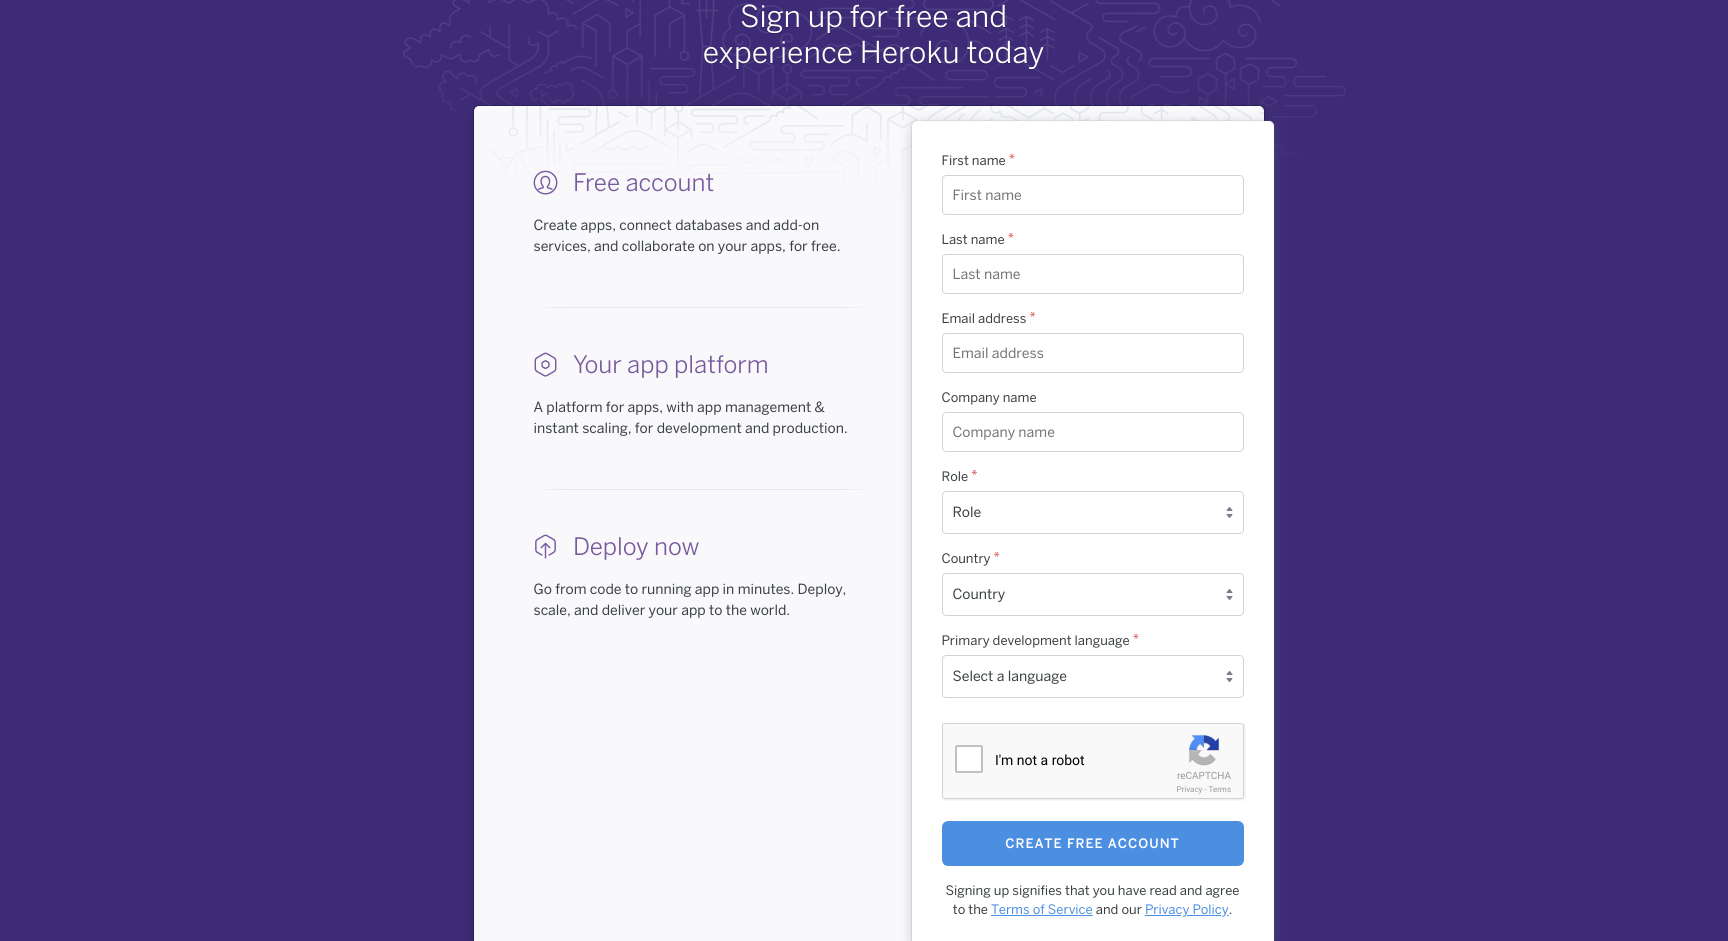 Sign up for free and
experience Heroku today
Free account
Create apps, connect databases and add-on
services, and collaborate on your apps, for free.
Your app platform
A platform for apps, with app management &
instant scaling, for development and production.
Deploy now
Go from code to running app in minutes. Deploy,
scale, and deliver your app to the world.
First name *
First name
Last name *
Last name
Email address *
Email address
Company name
Company name
Role *
Role
Country *
Country
Primary development language *
Select a language
I'm not a robot
reCAPTCHA
Privacy - Terms
CREATE FREE ACCOUNT
Signing up signifies that you have read and agree
to the Terms of Service and our Privacy Policy.